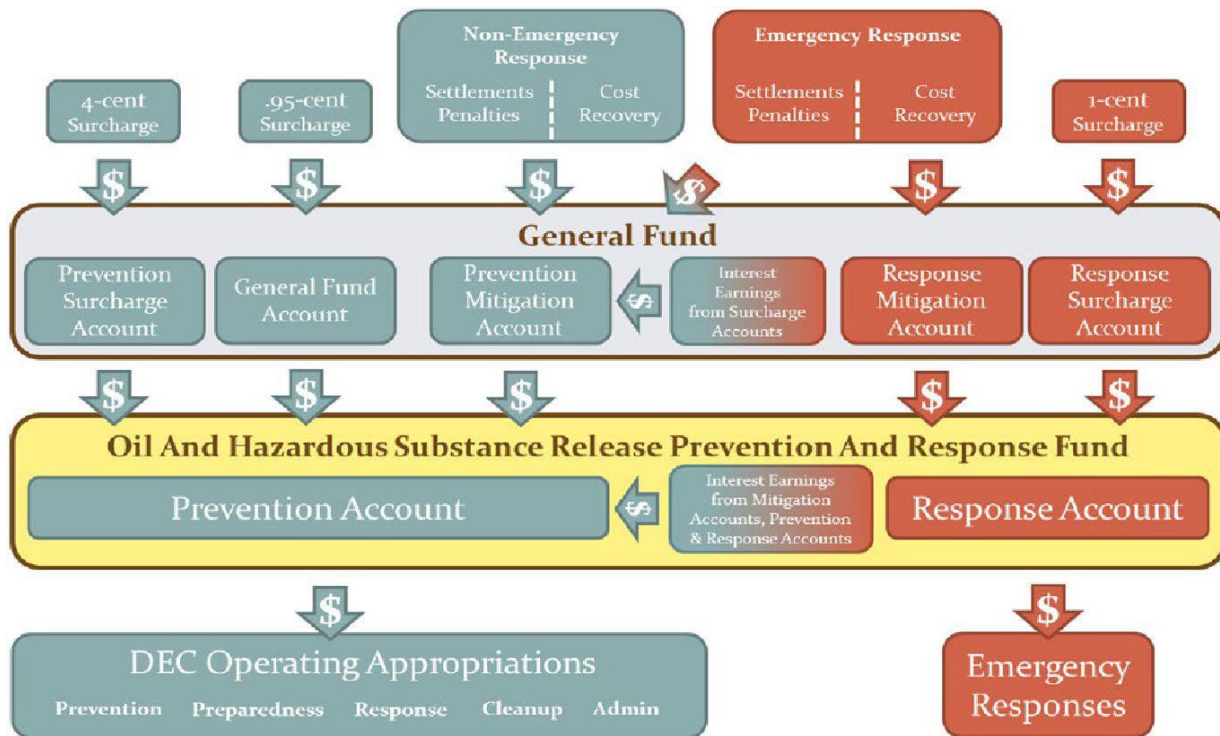 Non-Emergency
Response
Settlements
Penalties
Cost
Recovery
Emergency Response
Settlements
Penalties
Cost
Recovery
4-cent
Surcharge
.95-cent
Surcharge
1-cent
Surcharge
$
$
$
$
$
$
General Fund
Prevention
Surcharge
Account
General Fund
Account
Prevention
Mitigation
Account
$
Interest
Earnings
from Surcharge
Accounts
Response
Mitigation
Account
Response
Surcharge
Account
$
$
$
$
$
Oil And Hazardous Substance Release Prevention And Response Fund
Prevention Account
$
Interest Earnings
from Mitigation
Accounts, Prevention
& Response Accounts
Response Account
$
$
DEC Operating Appropriations
Prevention Preparedness Response Cleanup Admin
Emergency
Responses